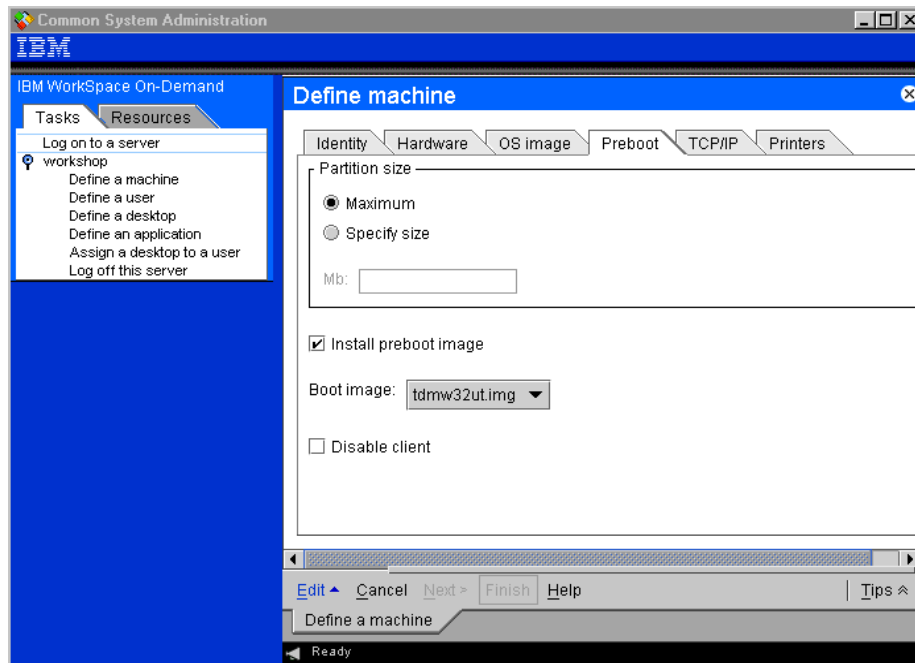 Common System Administration
IBM
IBM WorkSpace On-Demand
Tasks Resources
Log on to a server
workshop
Define a machine
Define a user
Define a desktop
Define an application
Assign a desktop to a user
Log off this server
Define machine
Identity Hardware OS image Preboot TCP/IP Printers
Partition size
Maximum
Specify size
Mb:
Install preboot image
Boot image: tdmw32ut.img
Disable client
Edit Cancel Next > Finish Help Tips
Define a machine
Ready